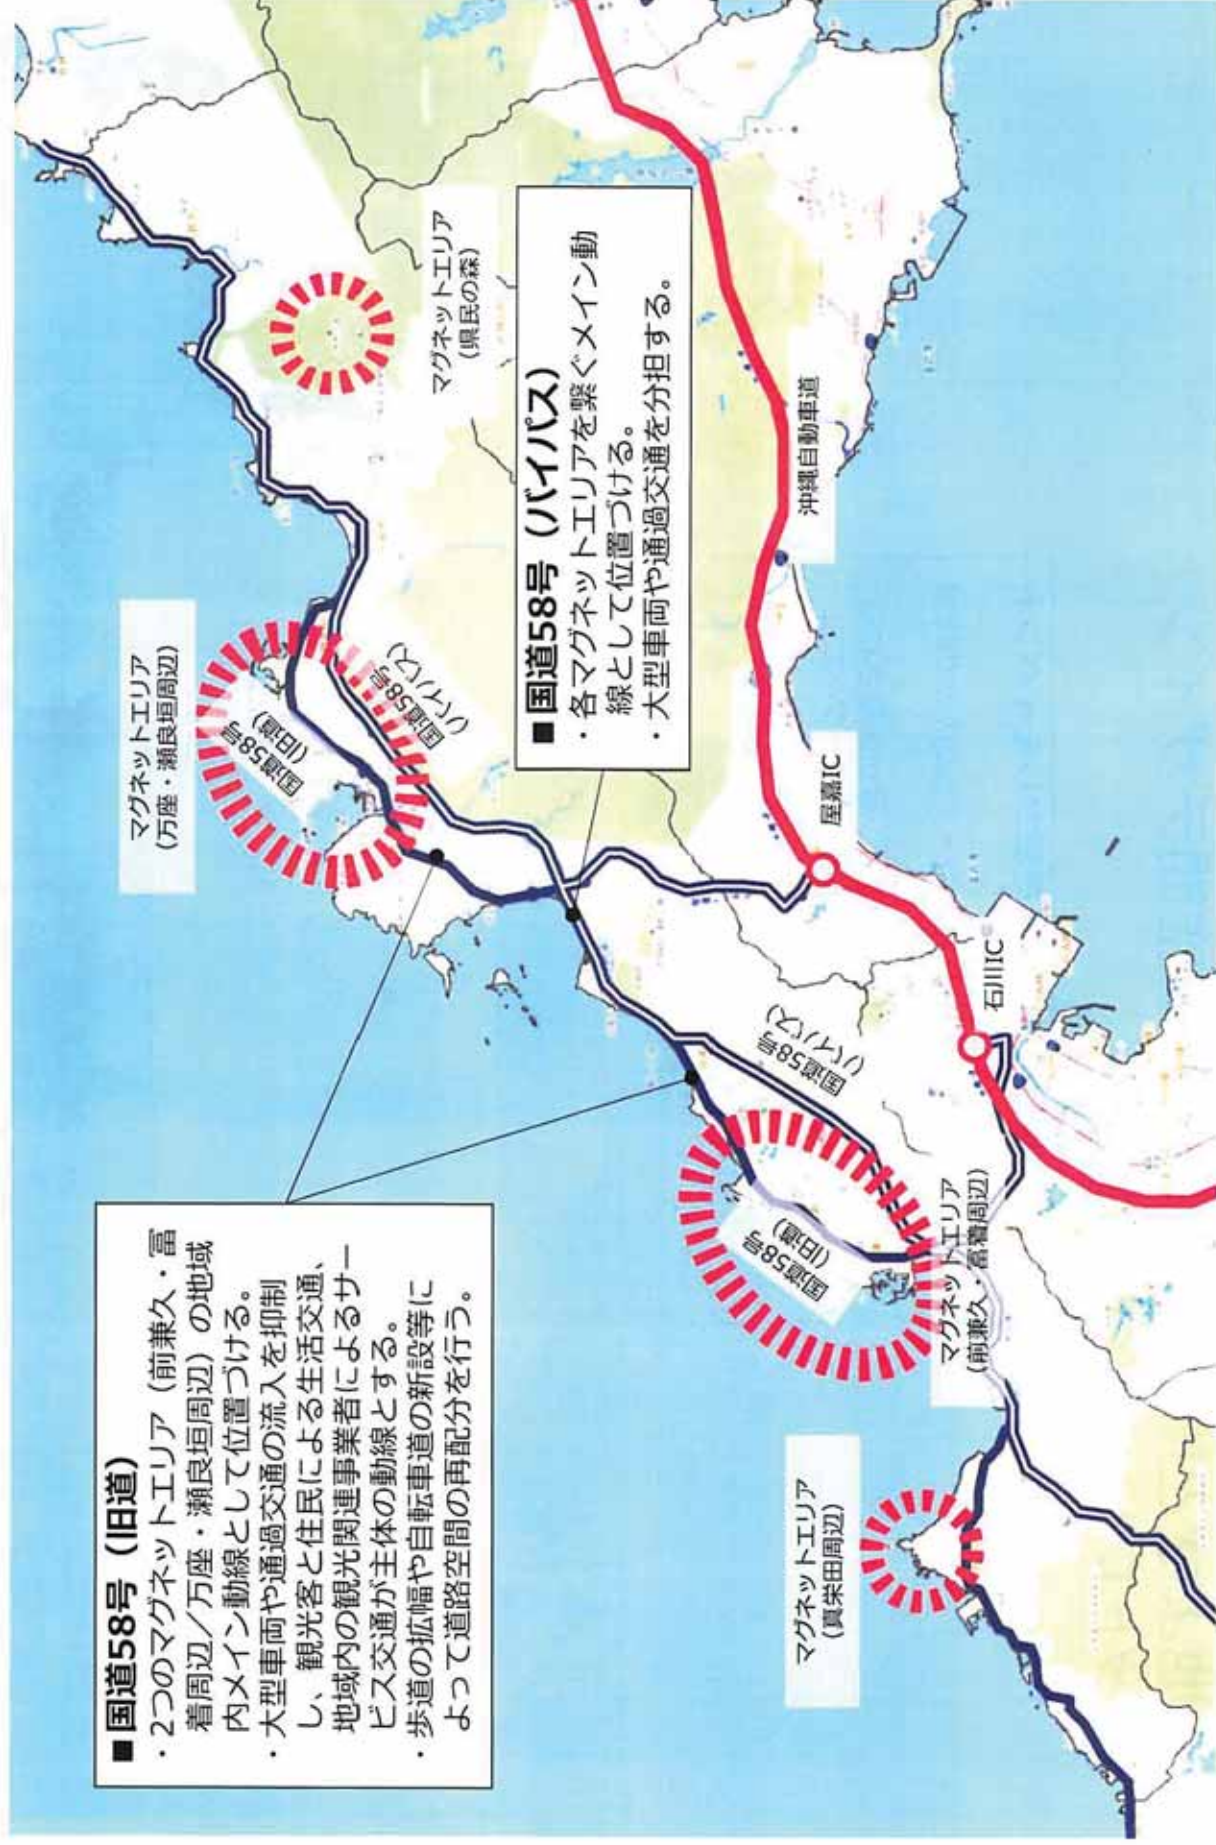 ■国道58号（旧道）
・2つのマグネットエリア（前兼久・富
着周辺／万座・瀬良垣周辺）の地域
内メイン動線として位置づける。
・大型車両や通過交通の流入を抑制
し、観光客と住民による生活交通、
地域内の観光関連事業者によるサー
ビス交通が主体の動線とする。
・歩道の拡幅や自転車道の新設等に
よって道路空間の再配分を行う。
マグネットエリア
（万座・瀬良垣周辺）
国道58号
（旧道）
国道58号
（バイパス）
マグネットエリア
（県民の森）
■国道58号（バイパス）
・各マグネットエリアを繋ぐメイン動
線として位置づける。
・大型車両や通過交通を分担する。
沖縄自動車道
屋嘉IC
石川IC
国道58号
（バイパス）
国道58号
（旧道）
マグネットエリア
（前兼久・富着周辺）
マグネットエリア
（真栄田周辺）